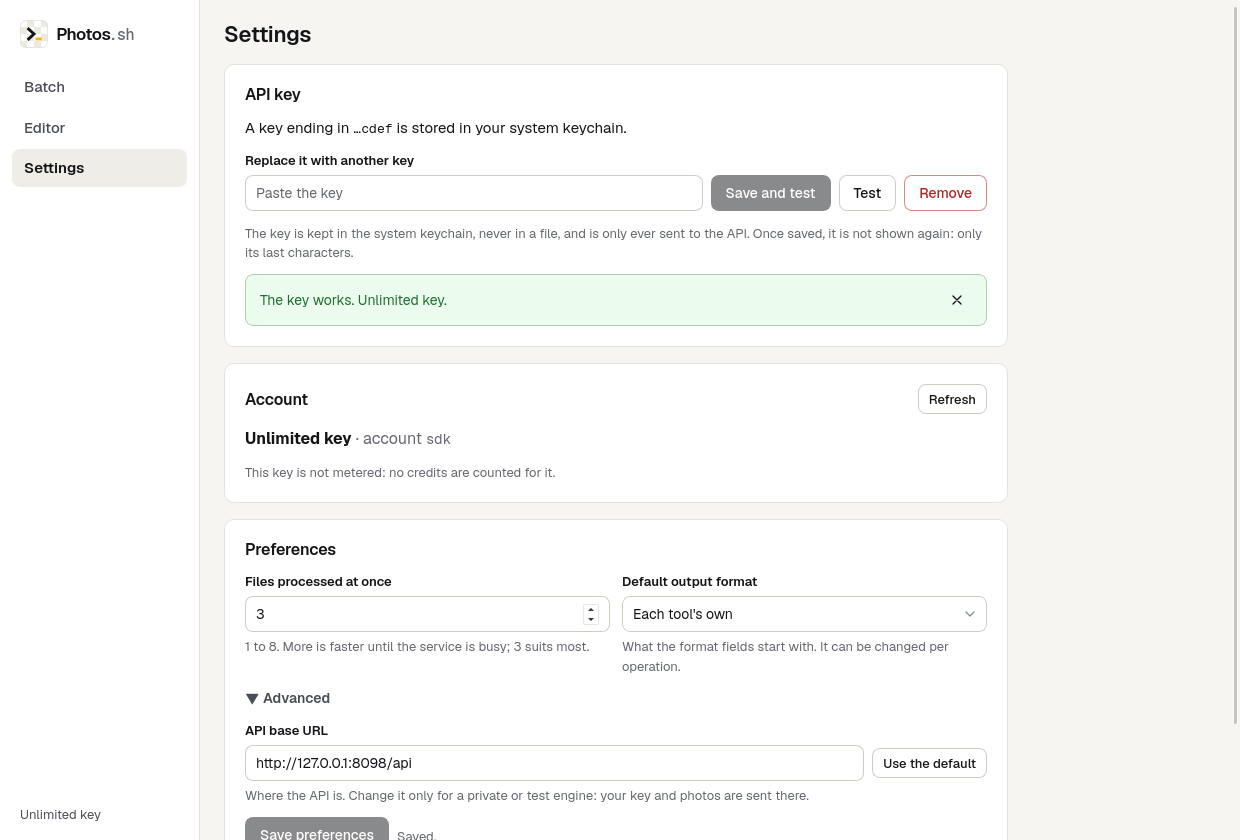 Photos.sh
Batch
Editor
Settings
Unlimited key
Settings
API key
A key ending in …cdef is stored in your system keychain.
Replace it with another key
Paste the key
Save and test
Test
Remove
The key is kept in the system keychain, never in a file, and is only ever sent to the API. Once saved, it is not shown again: only
its last characters.
The key works. Unlimited key.
Account
Refresh
Unlimited key · account sdk
This key is not metered: no credits are counted for it.
Preferences
Files processed at once
3
1 to 8. More is faster until the service is busy; 3 suits most.
Default output format
Each tool's own
What the format fields start with. It can be changed per
operation.
Advanced
API base URL
http://127.0.0.1:8098/api
Use the default
Where the API is. Change it only for a private or test engine: your key and photos are sent there.
Save preferences
Saved.